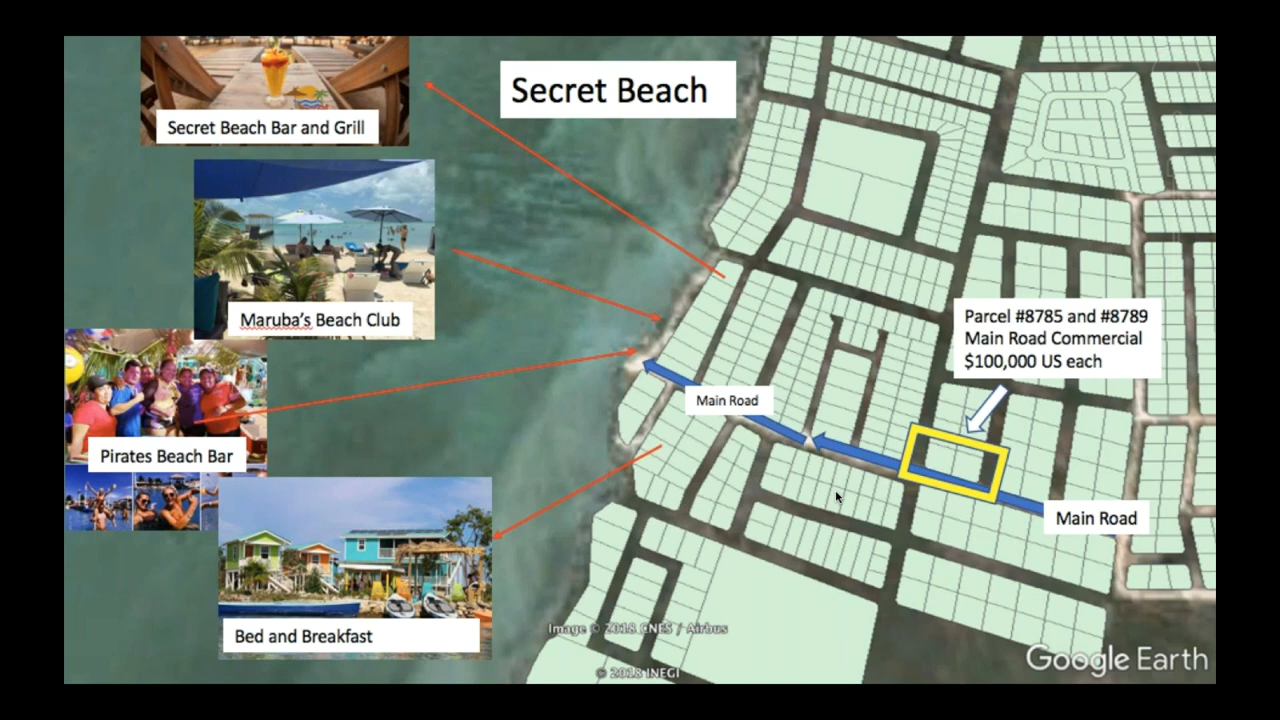 Secret Beach
Secret Beach Bar and Grill
Maruba's Beach Club
Parcel #8785 and #8789
Main Road Commercial
$100,000 US each
Main Road
Pirates Beach Bar
Main Road
Bed and Breakfast
Image © 2018 CNES / Airbus
© 2018 INEGI
Google Earth